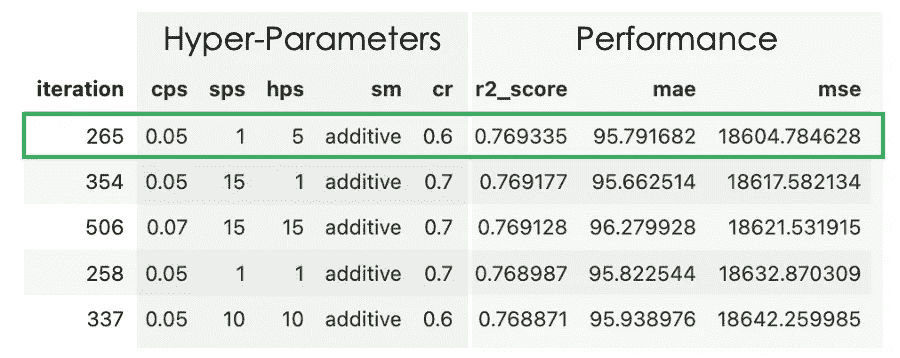 Hyper-Parameters Performance
iteration cps sps hps sm cr r2_score mae mse
265 0.05 1 5 additive 0.6 0.769335 95.791682 18604.784628
354 0.05 15 1 additive 0.7 0.769177 95.662514 18617.582134
506 0.07 15 15 additive 0.7 0.769128 96.279928 18621.531915
258 0.05 1 1 additive 0.7 0.768987 95.822544 18632.870309
337 0.05 10 10 additive 0.6 0.768871 95.938976 18642.259985